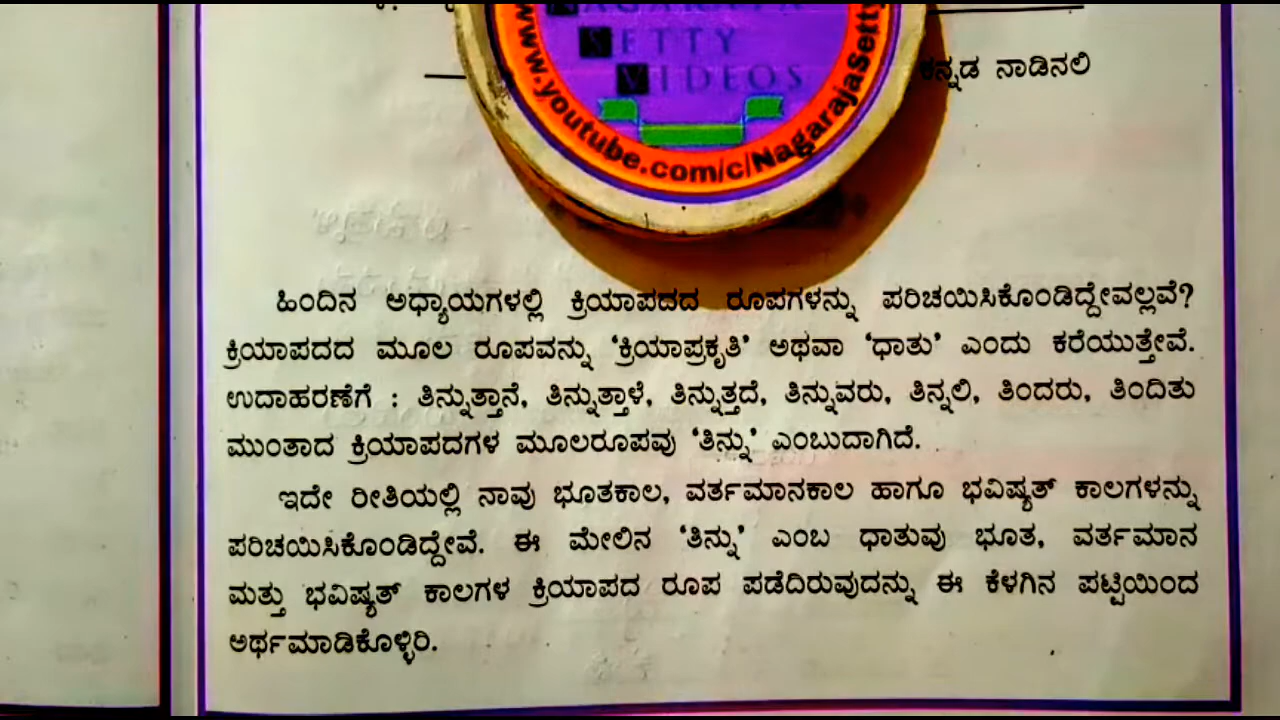 NAGARAJA
SETTY
VIDEOS
www.youtube.com/c/NagarajaSetty
ಕನ್ನಡ ನಾಡಿನಲಿ
ಹಿಂದಿನ ಅಧ್ಯಾಯಗಳಲ್ಲಿ ಕ್ರಿಯಾಪದದ ರೂಪಗಳನ್ನು ಪರಿಚಯಿಸಿಕೊಂಡಿದ್ದೇವಲ್ಲವೆ?
ಕ್ರಿಯಾಪದದ ಮೂಲ ರೂಪವನ್ನು ‘ಕ್ರಿಯಾಪ್ರಕೃತಿ’ ಅಥವಾ ‘ಧಾತು’ ಎಂದು ಕರೆಯುತ್ತೇವೆ.
ಉದಾಹರಣೆಗೆ : ತಿನ್ನುತ್ತಾನೆ, ತಿನ್ನುತ್ತಾಳೆ, ತಿನ್ನುತ್ತದೆ, ತಿನ್ನುವರು, ತಿನ್ನಲಿ, ತಿಂದರು, ತಿಂದಿತು
ಮುಂತಾದ ಕ್ರಿಯಾಪದಗಳ ಮೂಲರೂಪವು ‘ತಿನ್ನು’ ಎಂಬುದಾಗಿದೆ.
ಇದೇ ರೀತಿಯಲ್ಲಿ ನಾವು ಭೂತಕಾಲ, ವರ್ತಮಾನಕಾಲ ಹಾಗೂ ಭವಿಷ್ಯತ್ ಕಾಲಗಳನ್ನು
ಪರಿಚಯಿಸಿಕೊಂಡಿದ್ದೇವೆ. ಈ ಮೇಲಿನ ‘ತಿನ್ನು’ ಎಂಬ ಧಾತುವು ಭೂತ, ವರ್ತಮಾನ
ಮತ್ತು ಭವಿಷ್ಯತ್ ಕಾಲಗಳ ಕ್ರಿಯಾಪದ ರೂಪ ಪಡೆದಿರುವುದನ್ನು ಈ ಕೆಳಗಿನ ಪಟ್ಟಿಯಿಂದ
ಅರ್ಥಮಾಡಿಕೊಳ್ಳಿರಿ.